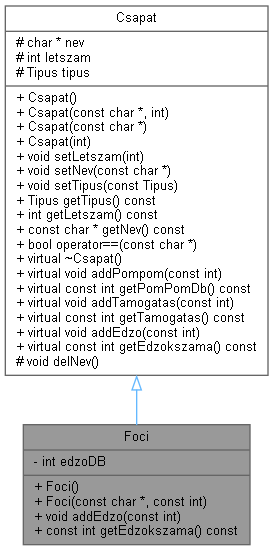 Csapat
# char * nev
# int letszam
# Tipus tipus
+ Csapat()
+ Csapat(const char *, int)
+ Csapat(const char *)
+ Csapat(int)
+ void setLetszam(int)
+ void setNev(const char *)
+ void setTipus(const Tipus)
+ Tipus getTipus() const
+ int getLetszam() const
+ const char * getNev() const
+ bool operator==(const char *)
+ virtual ~Csapat()
+ virtual void addPompom(const int)
+ virtual const int getPomPomDb() const
+ virtual void addTamogatas(const int)
+ virtual const int getTamogatas() const
+ virtual void addEdzo(const int)
+ virtual const int getEdzokszama() const
# void delNev()
Foci
- int edzoDB
+ Foci()
+ Foci(const char *, const int)
+ void addEdzo(const int)
+ const int getEdzokszama() const